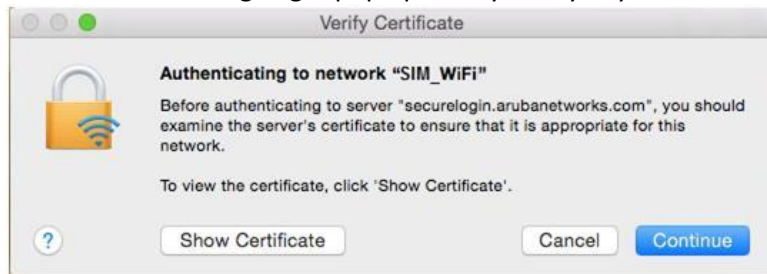 Verify Certificate
Authenticating to network “SIM_WiFi”
Before authenticating to server "securelogin.arubanetworks.com", you should
examine the server's certificate to ensure that it is appropriate for this
network.
To view the certificate, click 'Show Certificate'.
?
Show Certificate
Cancel
Continue